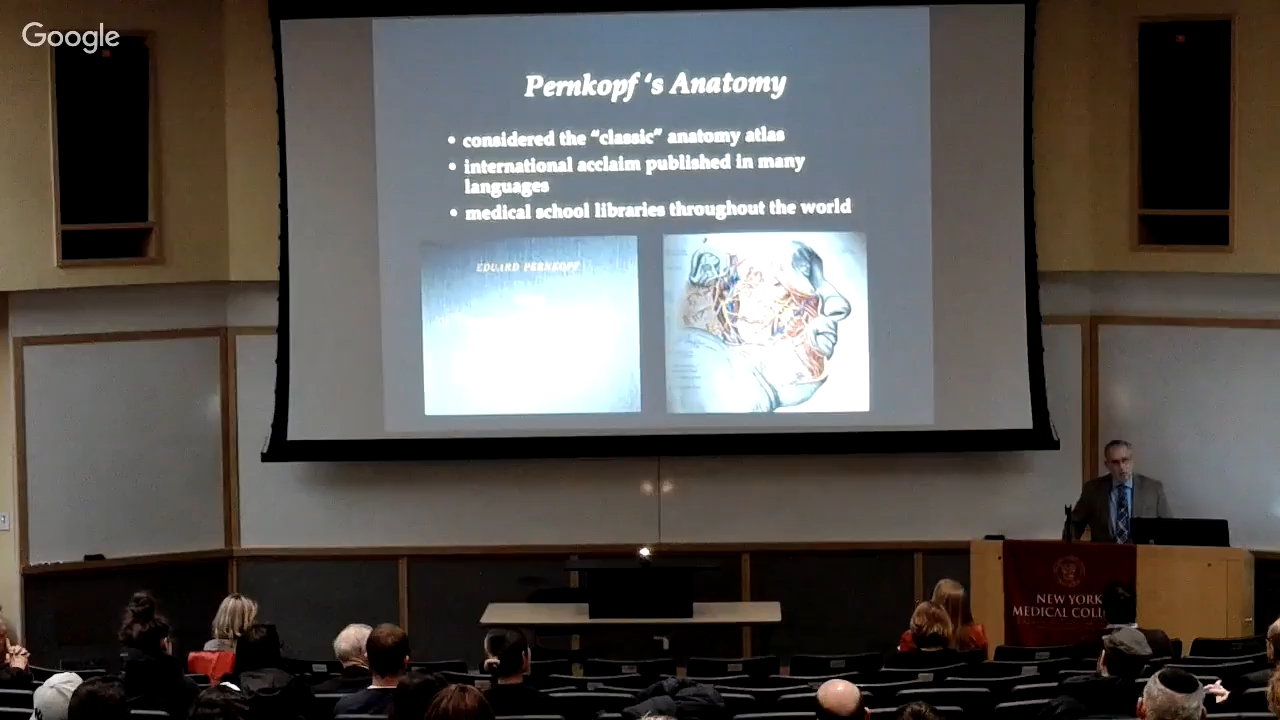 Google
Pernkopf 's Anatomy
• considered the “classic” anatomy atlas
• international acclaim published in many
languages
• medical school libraries throughout the world
EDUARD PERNKOPF
NEW YORK
MEDICAL